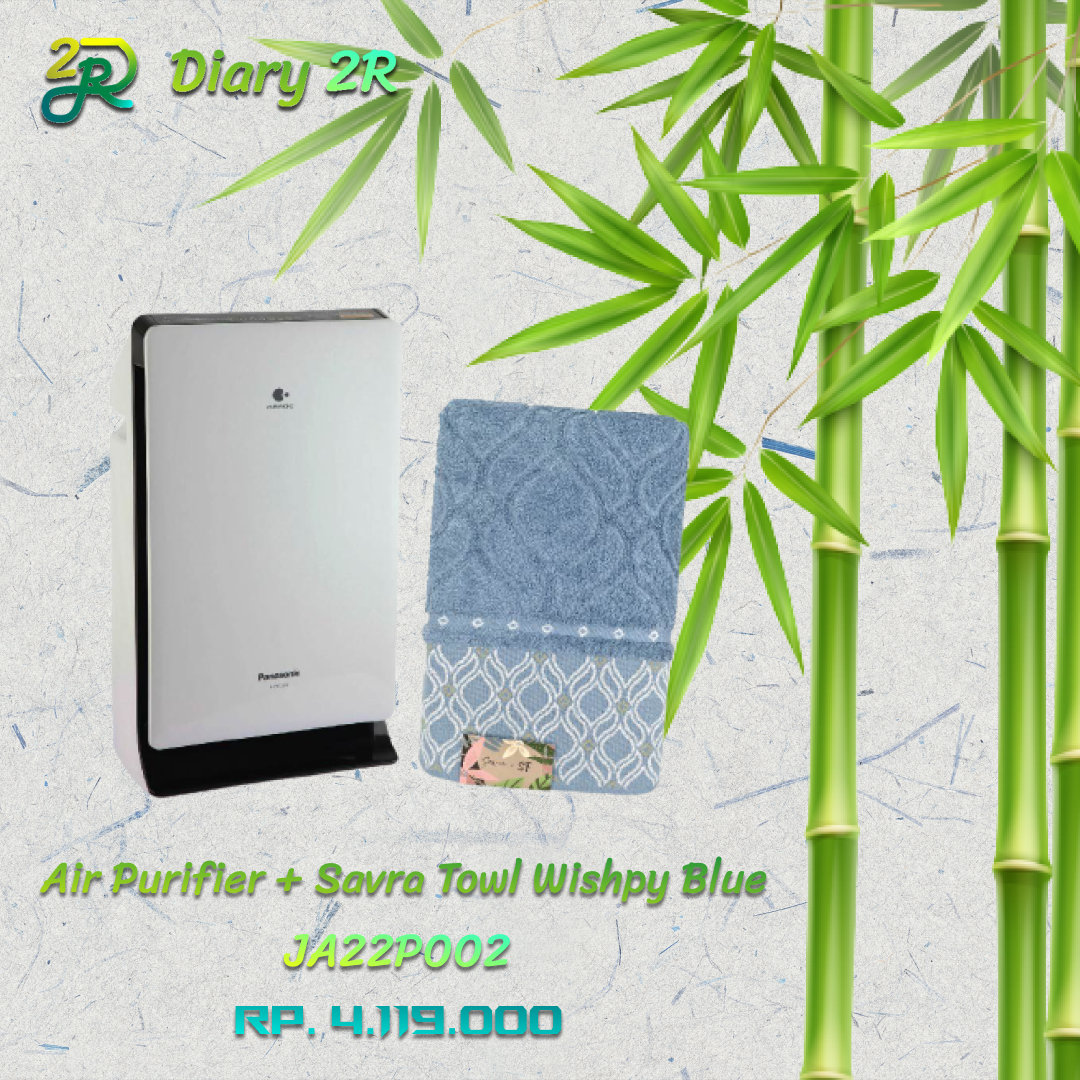 2R Diary 2R
Panasonic
Air Purifier + Savra Towl Wishpy Blue
JA22P002
RP. 4.119.000